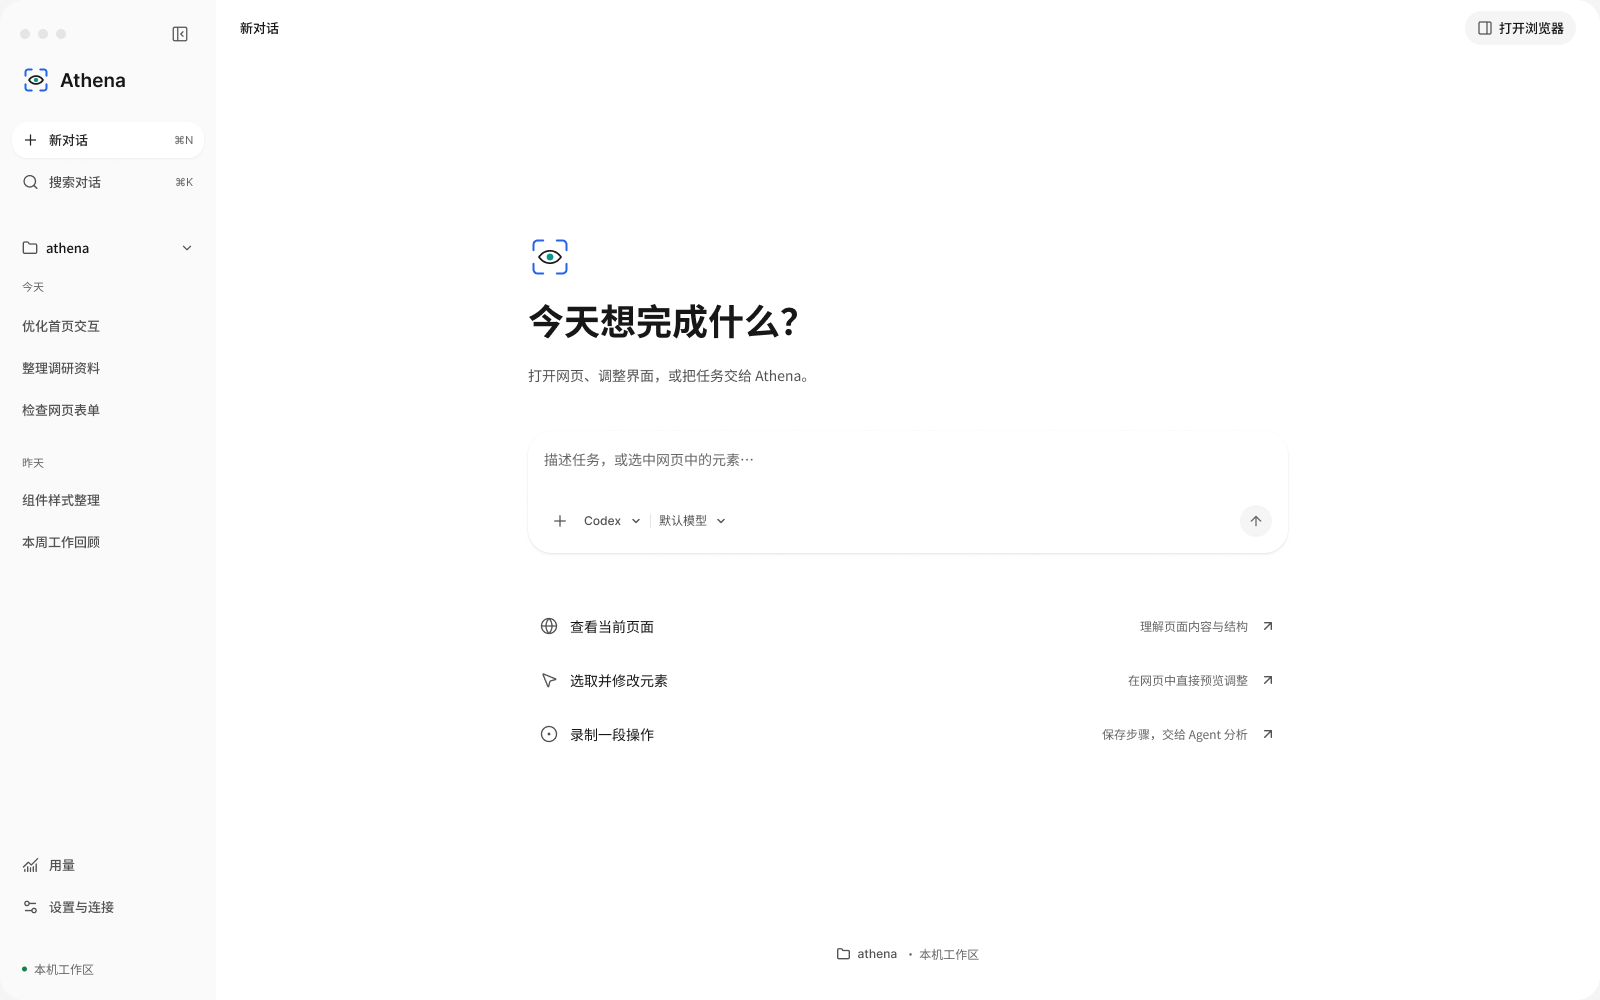 Athena
新对话 ⌘N
搜索对话 ⌘K
athena
今天
优化首页交互
整理调研资料
检查网页表单
昨天
组件样式整理
本周工作回顾
用量
设置与连接
本机工作区
新对话
打开浏览器
今天想完成什么？
打开网页、调整界面，或把任务交给 Athena。
描述任务，或选中网页中的元素…
Codex 默认模型
查看当前页面 理解页面内容与结构
选取并修改元素 在网页中直接预览调整
录制一段操作 保存步骤，交给 Agent 分析
athena · 本机工作区